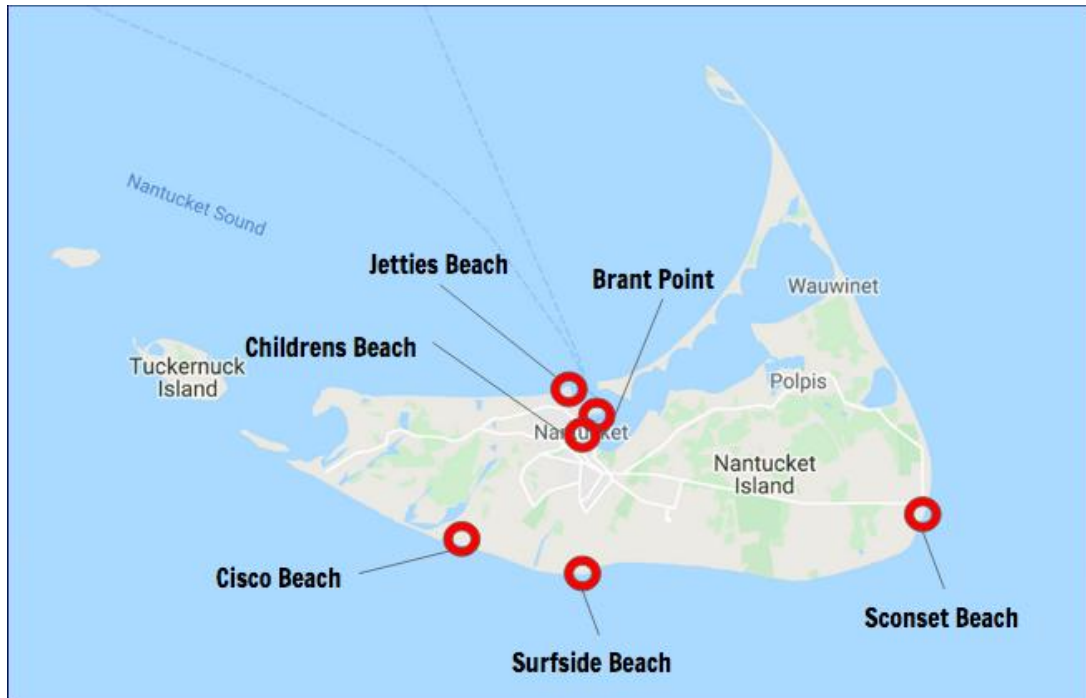 Nantucket Sound
Jetties Beach
Brant Point
Wauwinet
Childrens Beach
Tuckernuck
Island
Polpis
Nantucket
Nantucket
Island
Cisco Beach
Sconset Beach
Surfside Beach